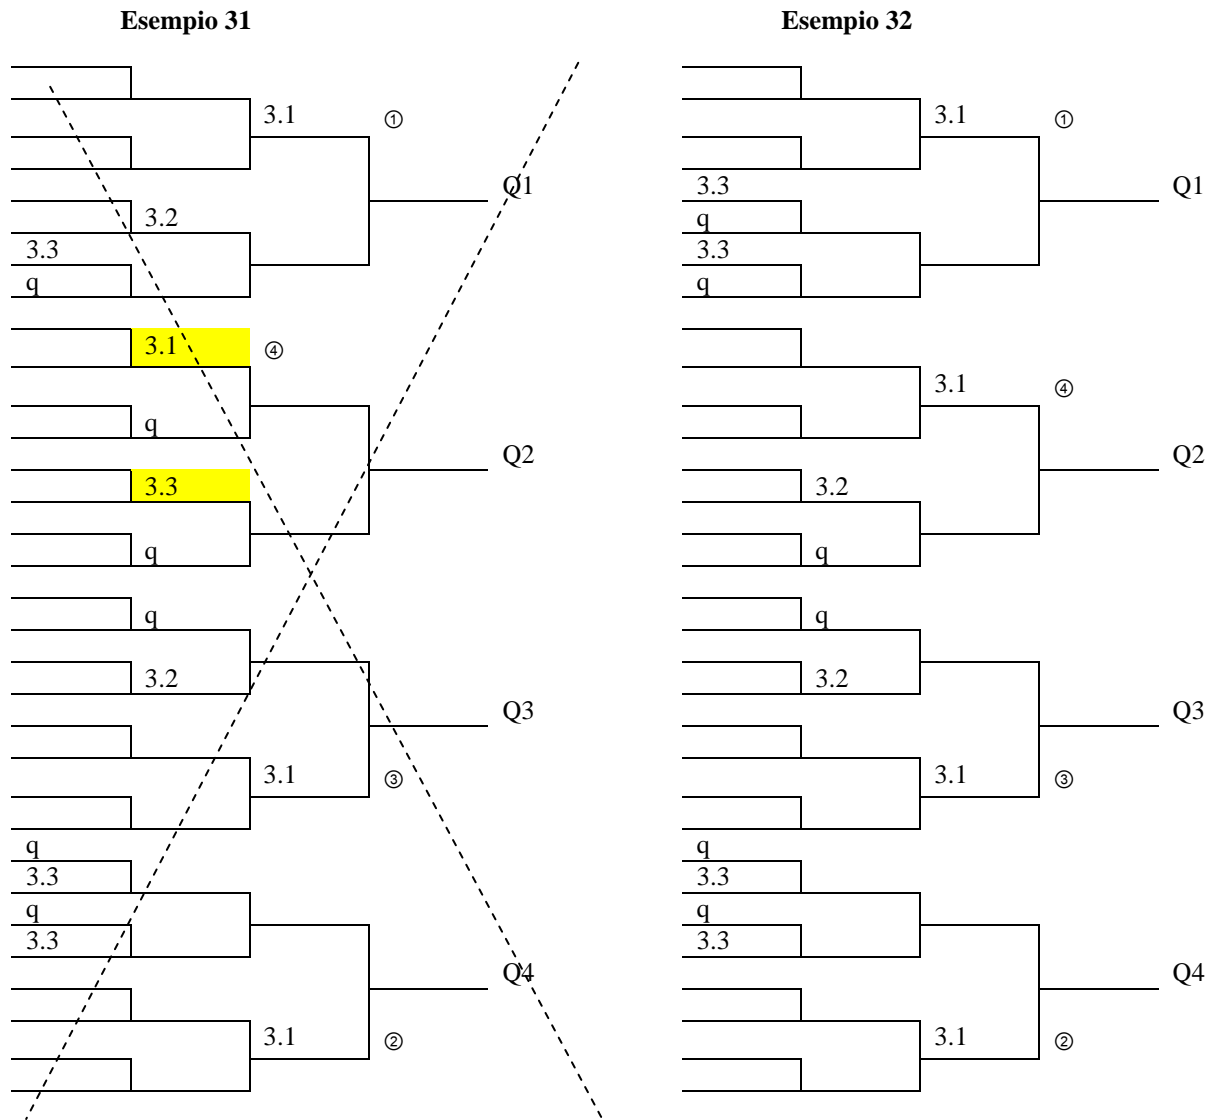 Esempio 31
3.1 ①
Q1
3.2
3.3
q
3.1 ④
q
Q2
3.3
q
q
3.2
Q3
3.1 ③
q
3.3
q
3.3
Q4
3.1 ②
Esempio 32
3.1 ①
3.3
Q1
q
3.3
q
3.1 ④
Q2
3.2
q
q
3.2
Q3
3.1 ③
q
3.3
q
3.3
Q4
3.1 ②